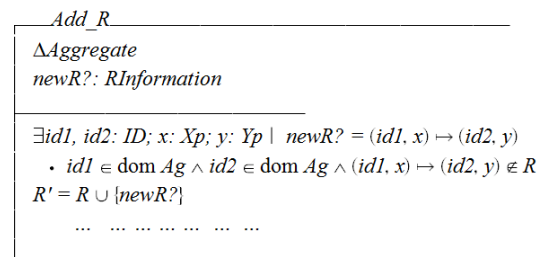 Add_R
ΔAggregate
newR?: RInformation
∃id1, id2: ID; x: Xp; y: Yp | newR? = (id1, x) ↦ (id2, y)
• id1 ∈ dom Ag ∧ id2 ∈ dom Ag ∧ (id1, x) ↦ (id2, y) ∉ R
R' = R ∪ {newR?}
... ... ... ... ... ... ...